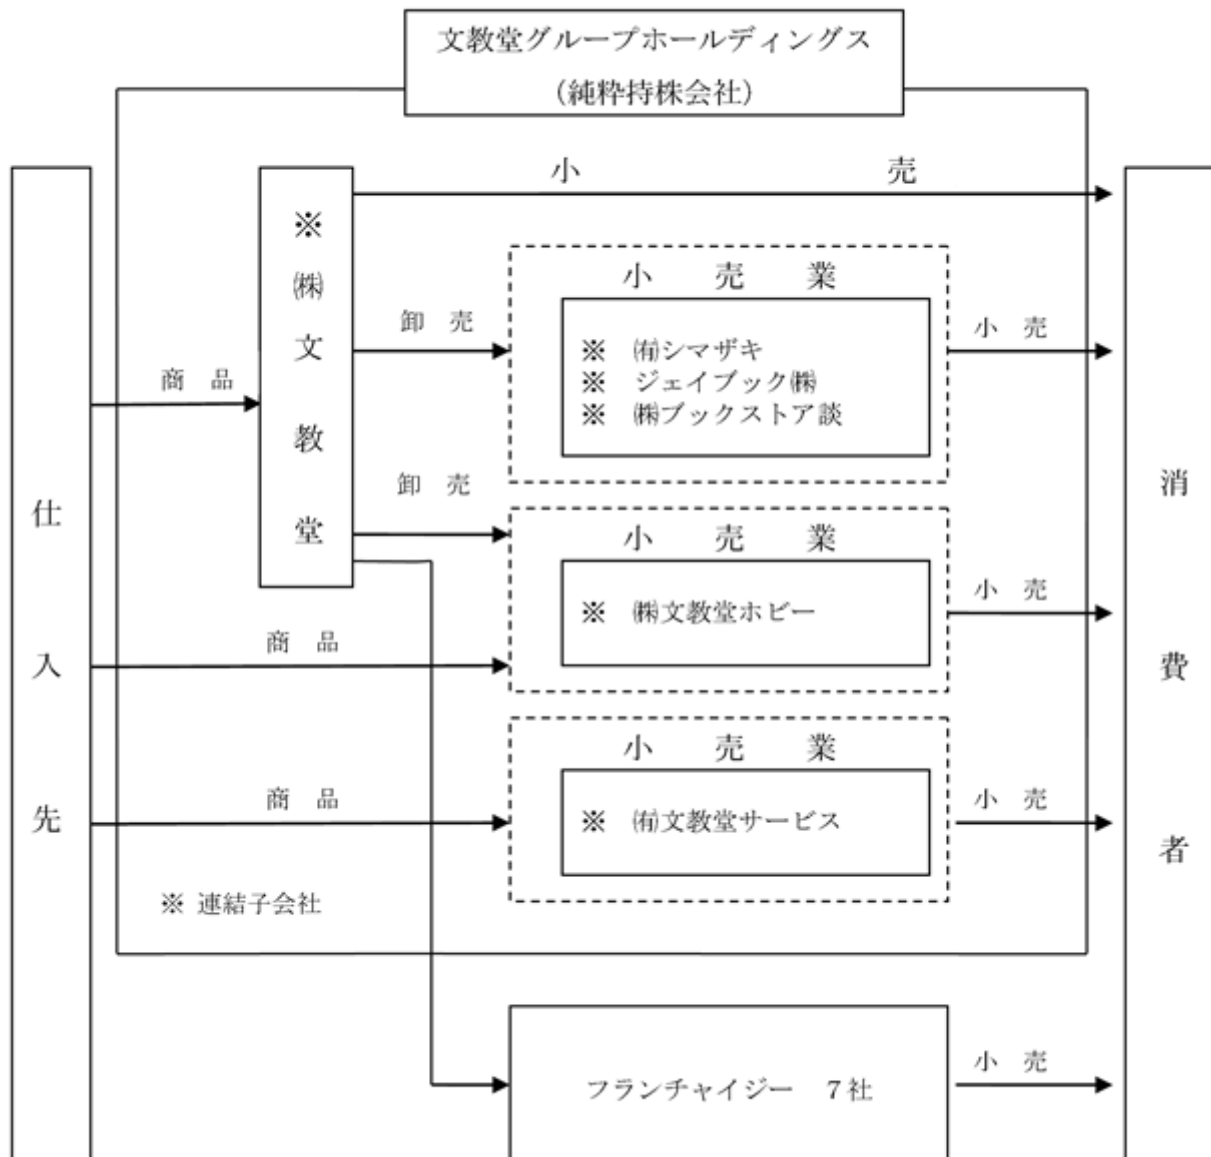 文教堂グループホールディングス
（純粋持株会社）
小　売
仕入先
商　品
※㈱文教堂
卸　売
小　売　業
※　㈲シマザキ
※　ジェイブック㈱
※　㈱ブックストア談
小　売
卸　売
小　売　業
※　㈱文教堂ホビー
小　売
商　品
小　売　業
※　㈲文教堂サービス
商　品
小　売
※ 連結子会社
フランチャイジー　7社
小　売
消費者